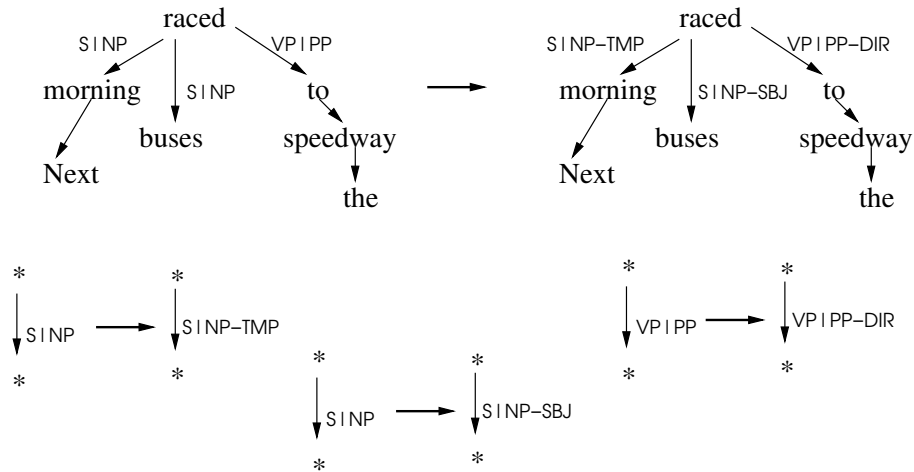 raced raced
S|NP VP|PP S|NP–TMP VP|PP–DIR
morning S|NP to morning S|NP–SBJ to
buses speedway buses speedway
Next Next
the the
* * * *
S|NP S|NP–TMP VP|PP VP|PP–DIR
* * * *
* *
S|NP S|NP–SBJ
* *